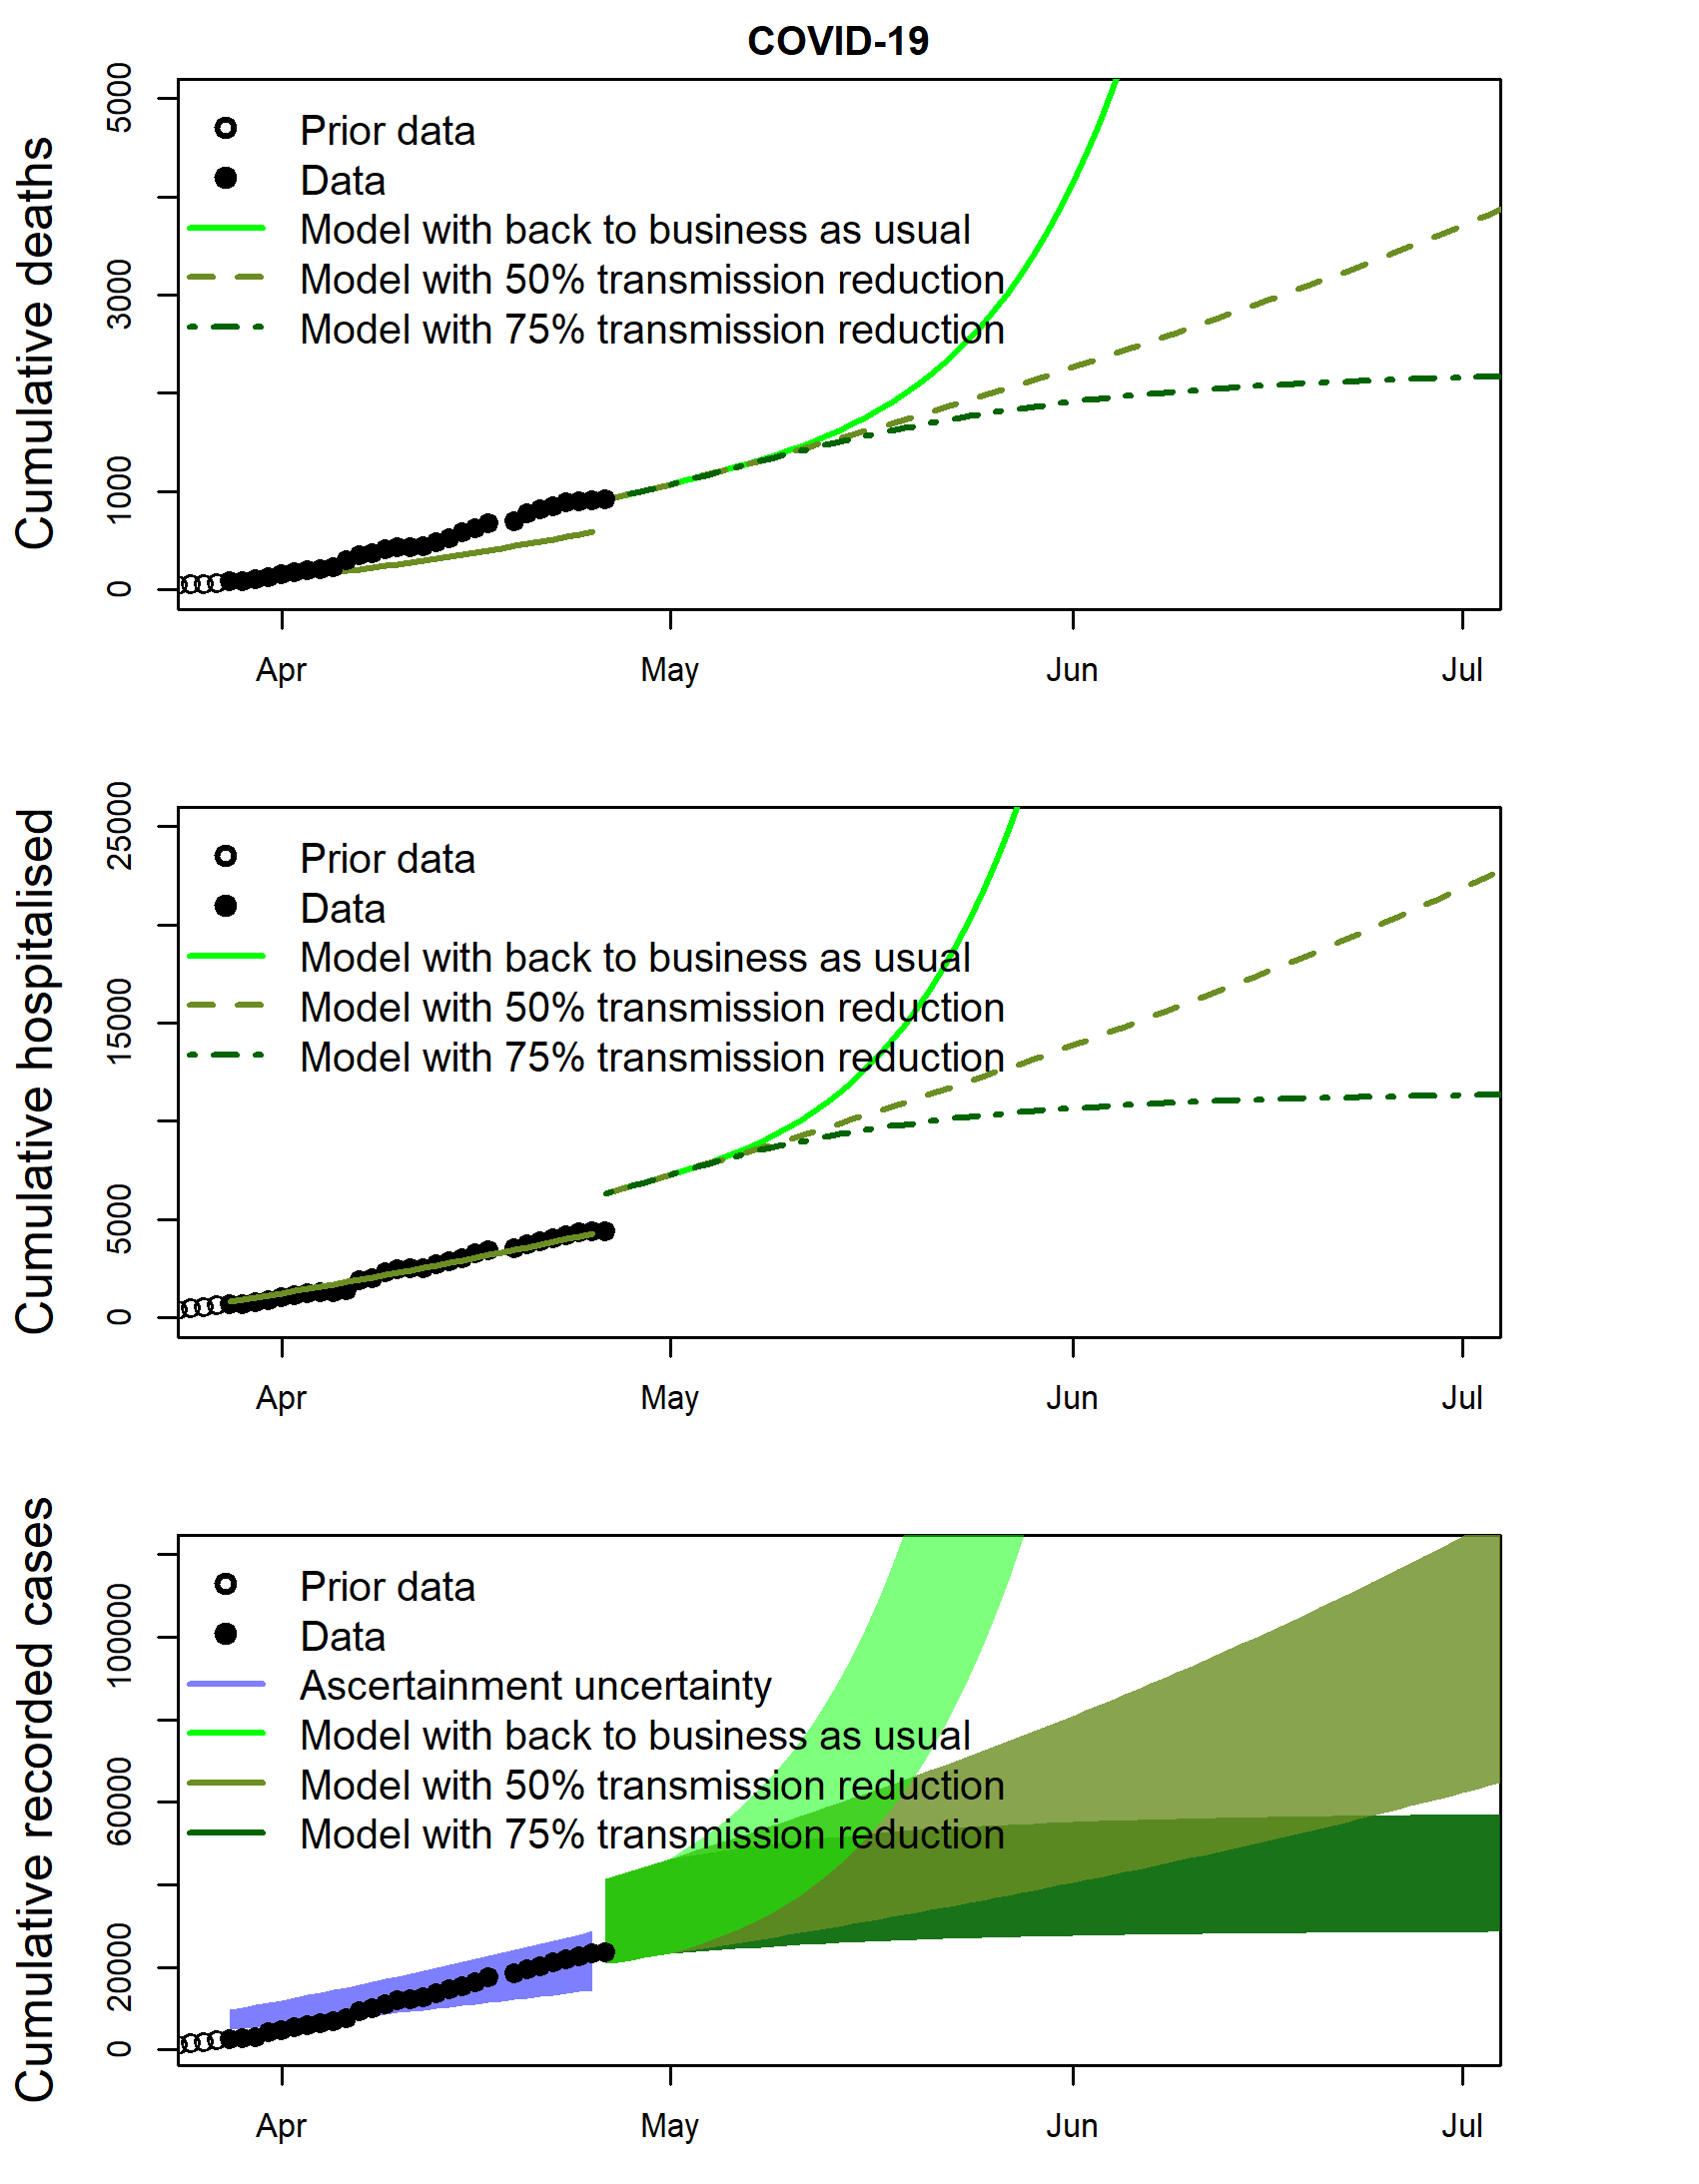 COVID-19
Cumulative deaths
5000
3000
1000
0
Prior data
Data
Model with back to business as usual
Model with 50% transmission reduction
Model with 75% transmission reduction
Apr May Jun Jul
Cumulative hospitalised
25000
15000
5000
0
Prior data
Data
Model with back to business as usual
Model with 50% transmission reduction
Model with 75% transmission reduction
Apr May Jun Jul
Cumulative recorded cases
100000
60000
20000
0
Prior data
Data
Ascertainment uncertainty
Model with back to business as usual
Model with 50% transmission reduction
Model with 75% transmission reduction
Apr May Jun Jul